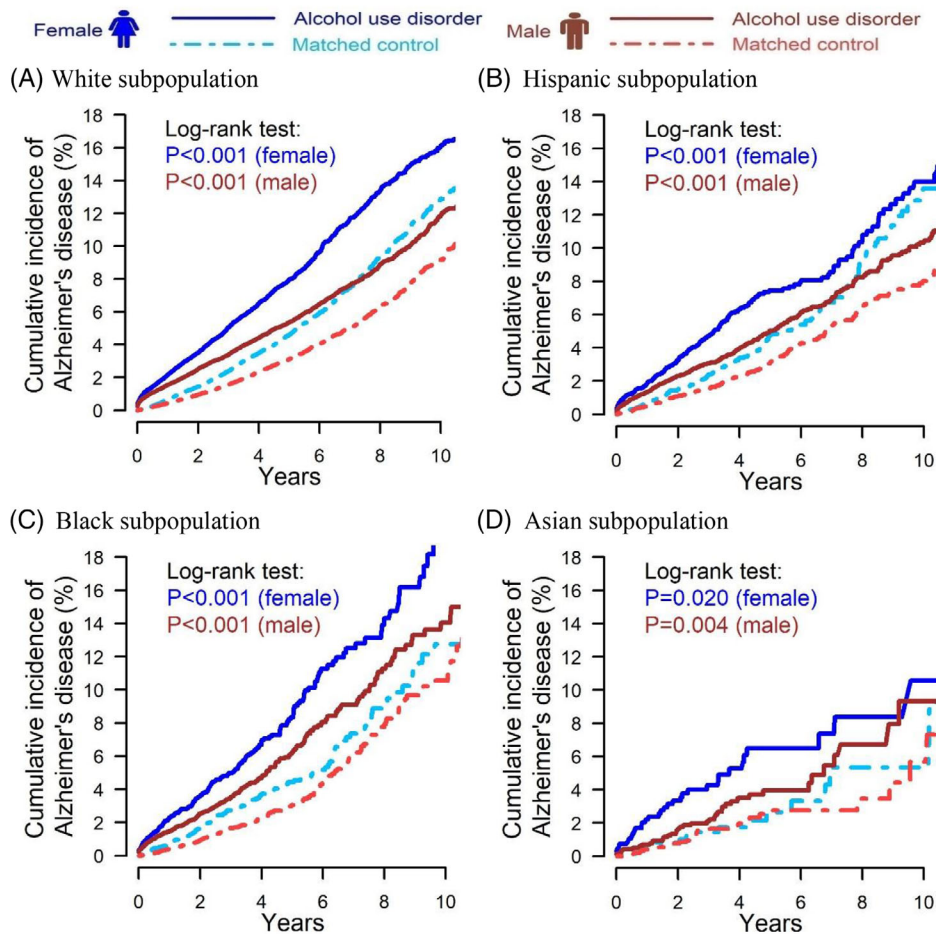 Female Alcohol use disorder Male Alcohol use disorder
Matched control Matched control
(A) White subpopulation
Cumulative incidence of
Alzheimer's disease (%)
18
16
14
12
10
8
6
4
2
0
Log-rank test:
P<0.001 (female)
P<0.001 (male)
0 2 4 6 8 10
Years
(B) Hispanic subpopulation
Cumulative incidence of
Alzheimer's disease (%)
18
16
14
12
10
8
6
4
2
0
Log-rank test:
P<0.001 (female)
P<0.001 (male)
0 2 4 6 8 10
Years
(C) Black subpopulation
Cumulative incidence of
Alzheimer's disease (%)
18
16
14
12
10
8
6
4
2
0
Log-rank test:
P<0.001 (female)
P<0.001 (male)
0 2 4 6 8 10
Years
(D) Asian subpopulation
Cumulative incidence of
Alzheimer's disease (%)
18
16
14
12
10
8
6
4
2
0
Log-rank test:
P=0.020 (female)
P=0.004 (male)
0 2 4 6 8 10
Years